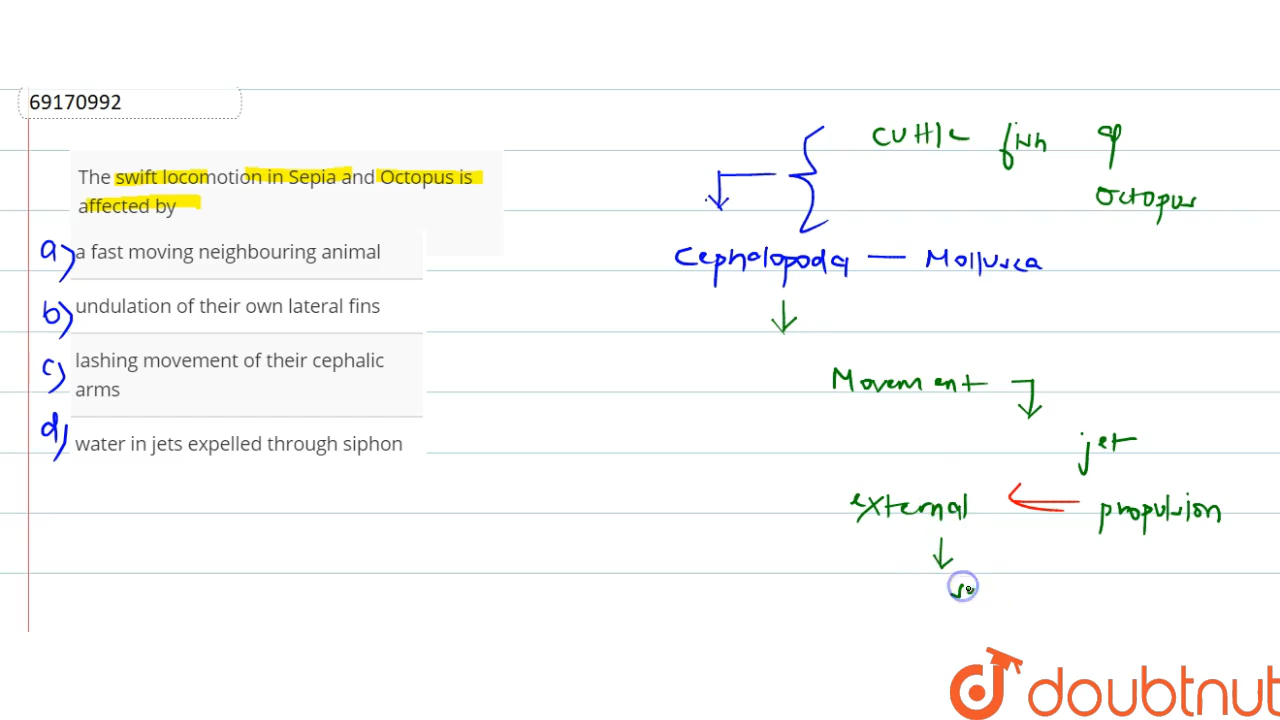 69170992
The swift locomotion in Sepia and Octopus is
affected by
a) a fast moving neighbouring animal
b) undulation of their own lateral fins
c) lashing movement of their cephalic
arms
d) water in jets expelled through siphon
cuttle fish
octopus
Cephalopoda — Mollusca
Movement
jet
external propulsion
doubtnut